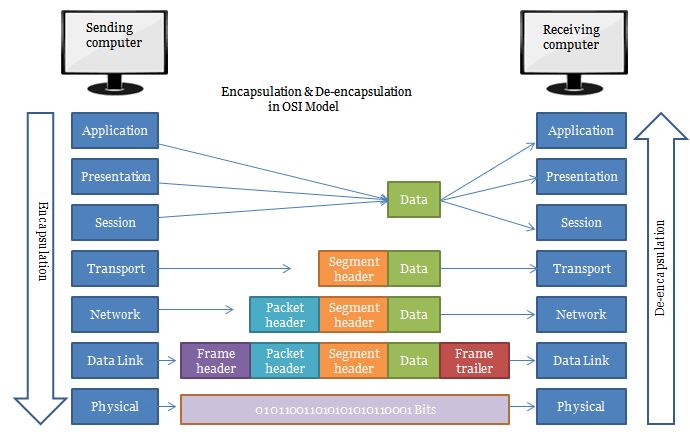 Sending
computer
Receiving
computer
Encapsulation & De-encapsulation
in OSI Model
Encapsulation
De-encapsulation
Application
Application
Presentation
Presentation
Data
Session
Session
Transport
Segment
header
Data
Transport
Network
Packet
header
Segment
header
Data
Network
Data Link
Frame
header
Packet
header
Segment
header
Data
Frame
trailer
Data Link
Physical
0101100110101010101100​01 Bits
Physical